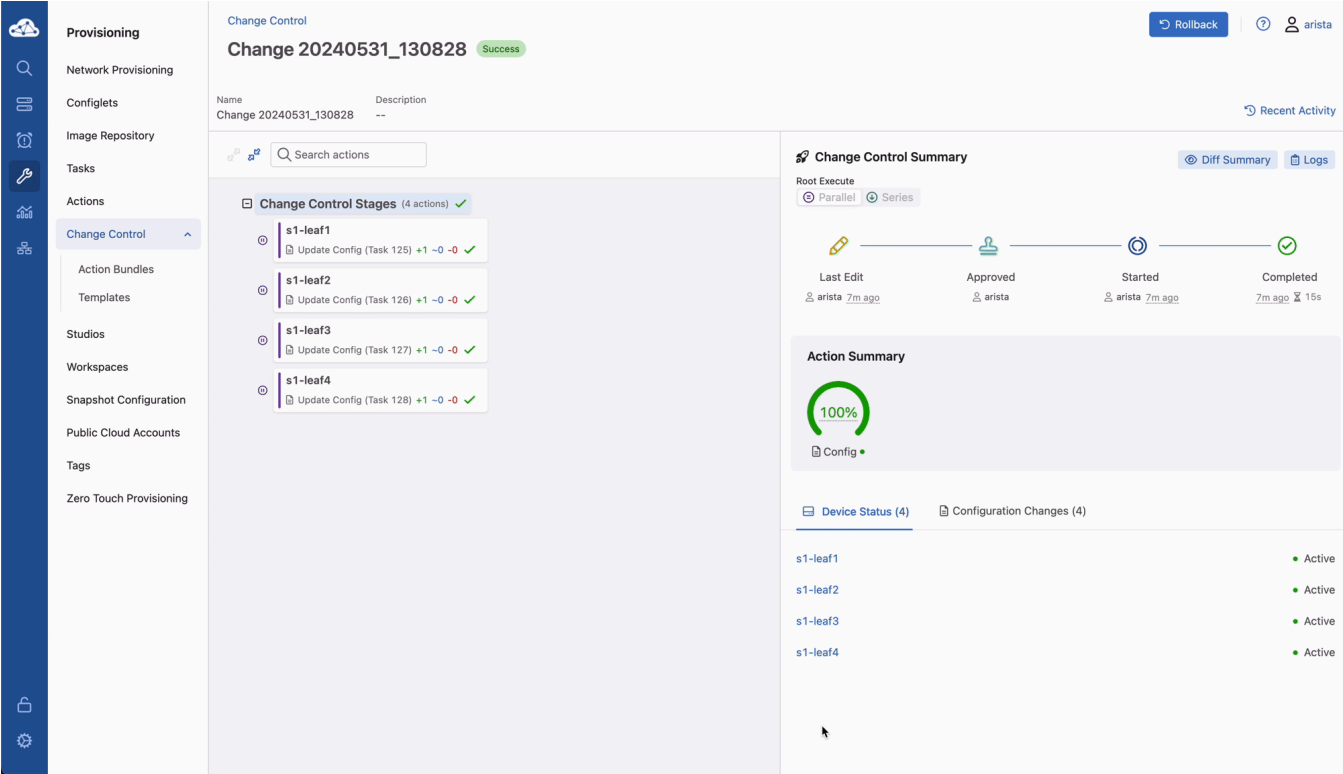 Provisioning
Network Provisioning
Configlets
Image Repository
Tasks
Actions
Change Control
Action Bundles
Templates
Studios
Workspaces
Snapshot Configuration
Public Cloud Accounts
Tags
Zero Touch Provisioning
Change Control
Change 20240531_130828 Success
Rollback
arista
Name Description
Change 20240531_130828 --
Recent Activity
Search actions
Change Control Stages (4 actions)
s1-leaf1
Update Config (Task 125) +1 ~0 -0
s1-leaf2
Update Config (Task 126) +1 ~0 -0
s1-leaf3
Update Config (Task 127) +1 ~0 -0
s1-leaf4
Update Config (Task 128) +1 ~0 -0
Change Control Summary
Diff Summary Logs
Root Execute
Parallel Series
Last Edit Approved Started Completed
arista 7m ago arista arista 7m ago 7m ago 15s
Action Summary
100%
Config
Device Status (4) Configuration Changes (4)
s1-leaf1 Active
s1-leaf2 Active
s1-leaf3 Active
s1-leaf4 Active